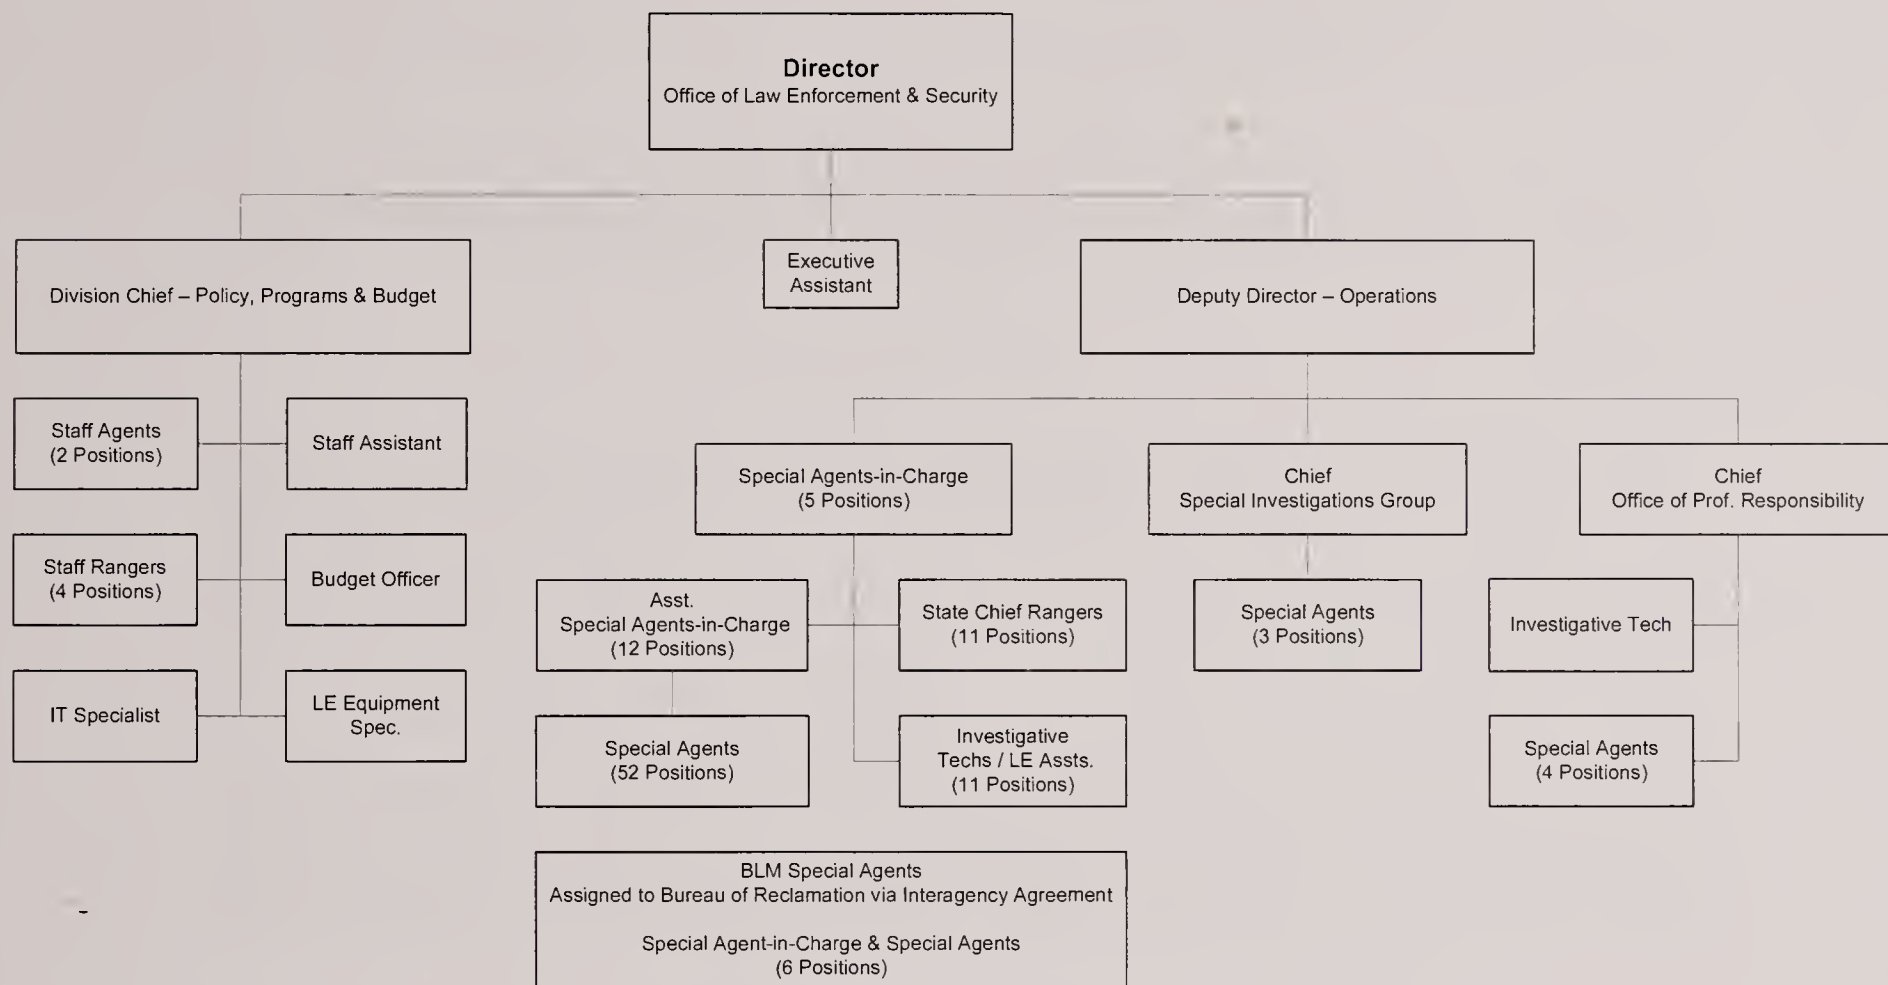 Director
Office of Law Enforcement & Security
Division Chief – Policy, Programs & Budget
Executive
Assistant
Deputy Director – Operations
Staff Agents
(2 Positions)
Staff Assistant
Staff Rangers
(4 Positions)
Budget Officer
IT Specialist
LE Equipment
Spec.
Special Agents-in-Charge
(5 Positions)
Chief
Special Investigations Group
Chief
Office of Prof. Responsibility
Asst.
Special Agents-in-Charge
(12 Positions)
State Chief Rangers
(11 Positions)
Special Agents
(3 Positions)
Investigative Tech
Special Agents
(52 Positions)
Investigative
Techs / LE Assts.
(11 Positions)
Special Agents
(4 Positions)
BLM Special Agents
Assigned to Bureau of Reclamation via Interagency Agreement
Special Agent-in-Charge & Special Agents
(6 Positions)